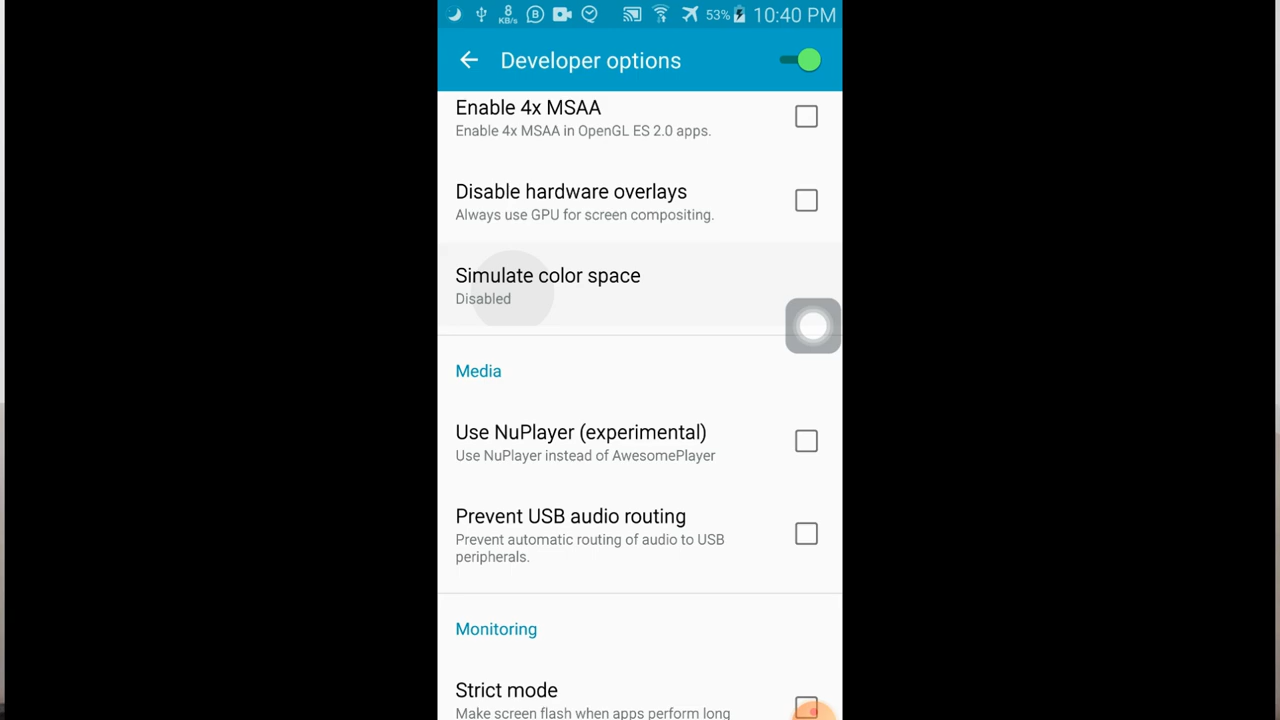 8 KB/s B 53% 10:40 PM
Developer options
Enable 4x MSAA
Enable 4x MSAA in OpenGL ES 2.0 apps.
Disable hardware overlays
Always use GPU for screen compositing.
Simulate color space
Disabled
Media
Use NuPlayer (experimental)
Use NuPlayer instead of AwesomePlayer
Prevent USB audio routing
Prevent automatic routing of audio to USB
peripherals.
Monitoring
Strict mode
Make screen flash when apps perform long